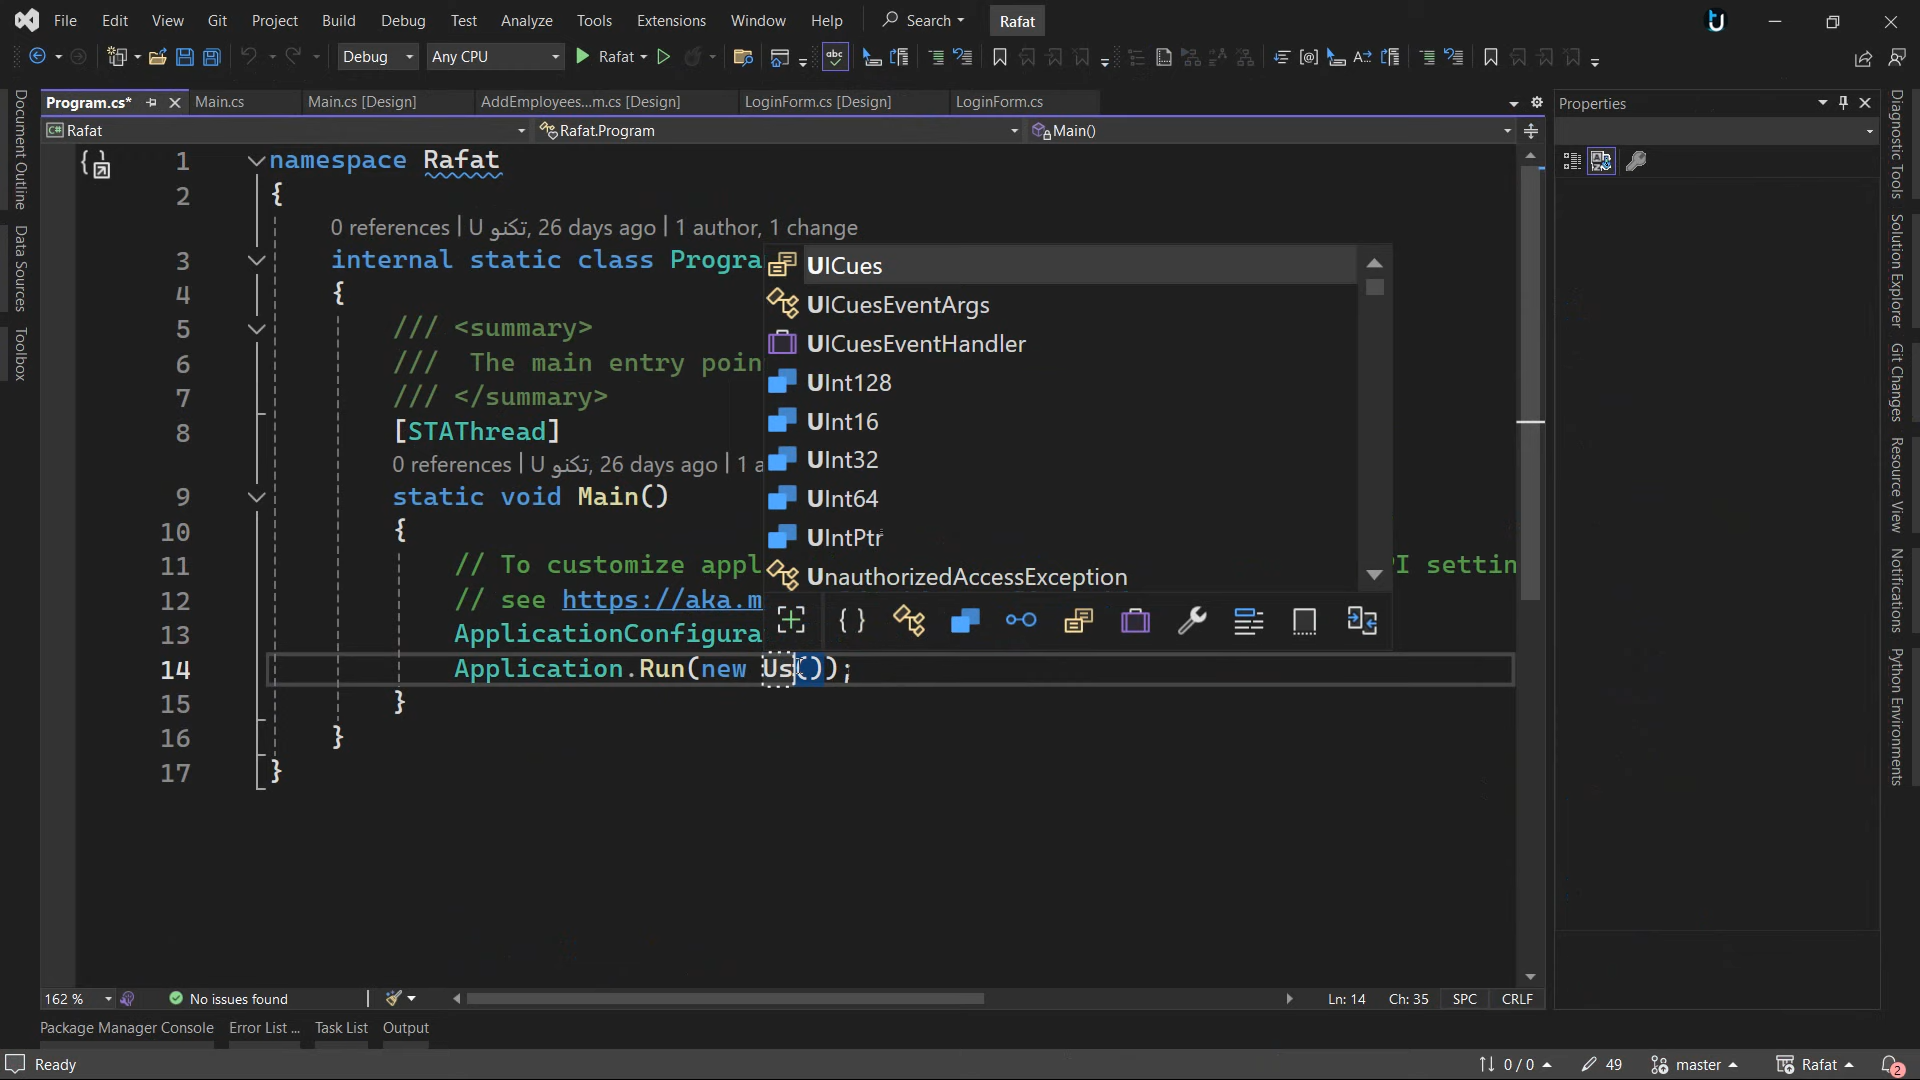 File Edit View Git Project Build Debug Test Analyze Tools Extensions Window Help Search Rafat
Debug Any CPU Rafat
Program.cs* Main.cs Main.cs [Design] AddEmployees...m.cs [Design] LoginForm.cs [Design] LoginForm.cs
Rafat Rafat.Program Main()
1 namespace Rafat
2 {
0 references | U تكنو, 26 days ago | 1 author, 1 change
3 internal static class Progra
4 {
5 /// <summary>
6 /// The main entry poin
7 /// </summary>
8 [STAThread]
0 references | U تكنو, 26 days ago | 1 a
9 static void Main()
10 {
11 // To customize appl PI settin
12 // see https://aka.m
13 ApplicationConfigura
14 Application.Run(new Us());
15 }
16 }
17 }
UICues
UICuesEventArgs
UICuesEventHandler
UInt128
UInt16
UInt32
UInt64
UIntPtr
UnauthorizedAccessException
Document Outline
Data Sources
Toolbox
Properties
Diagnostic Tools
Solution Explorer
Git Changes
Resource View
Notifications
Python Environments
162 % No issues found Ln: 14 Ch: 35 SPC CRLF
Package Manager Console Error List ... Task List Output
Ready 0 / 0 49 master Rafat 2